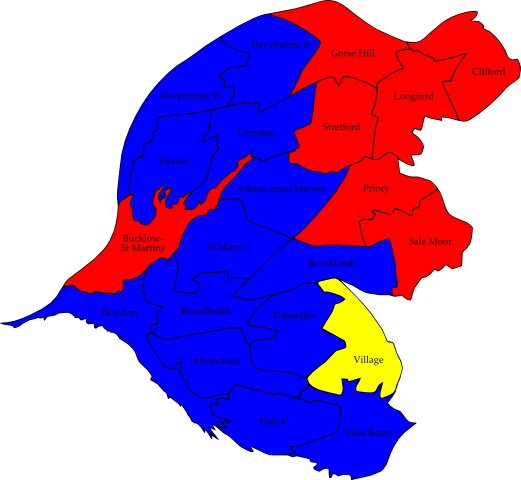 Davyhulme E.
Gorse Hill
Clifford
Longford
Davyhulme W.
Urmston
Stretford
Flixton
Ashton upon Mersey
Priory
Bucklow-
St Martins
St Mary's
Sale Moor
Brooklands
Bowdon
Broadheath
Timperley
Village
Altrincham
Hale C.
Hale Barn